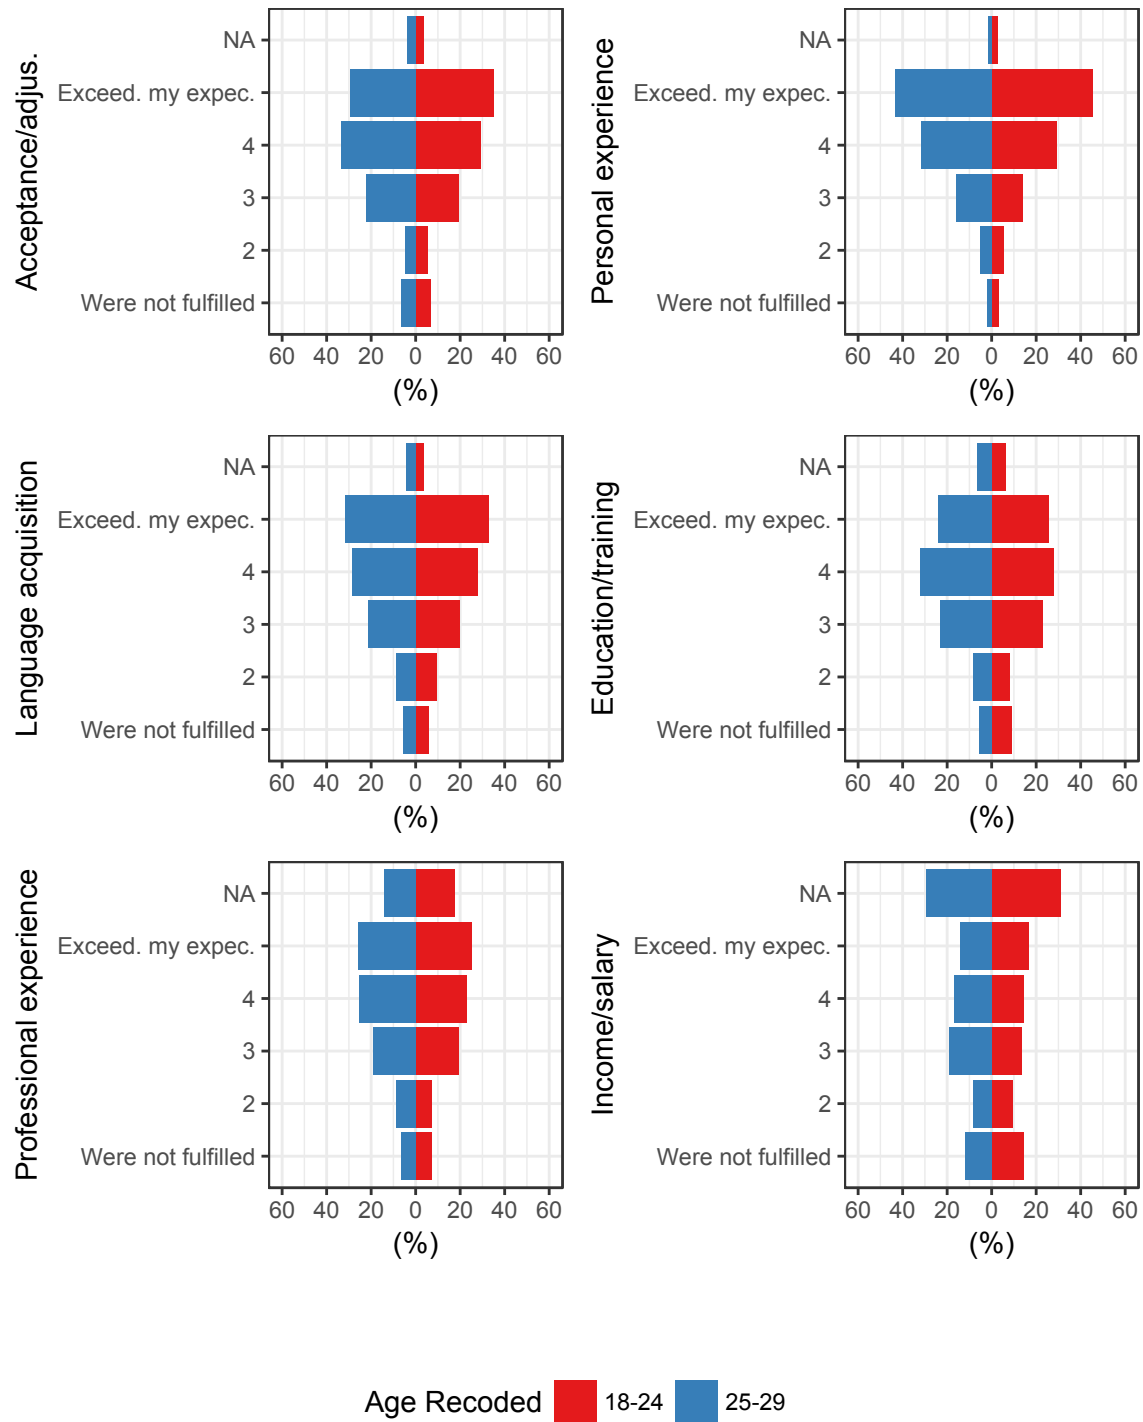 Acceptance/adjus.
NA
Exceed. my expec.
4
3
2
Were not fulfilled
60 40 20 0 20 40 60
(%)
Personal experience
NA
Exceed. my expec.
4
3
2
Were not fulfilled
60 40 20 0 20 40 60
(%)
Language acquisition
NA
Exceed. my expec.
4
3
2
Were not fulfilled
60 40 20 0 20 40 60
(%)
Education/training
NA
Exceed. my expec.
4
3
2
Were not fulfilled
60 40 20 0 20 40 60
(%)
Professional experience
NA
Exceed. my expec.
4
3
2
Were not fulfilled
60 40 20 0 20 40 60
(%)
Income/salary
NA
Exceed. my expec.
4
3
2
Were not fulfilled
60 40 20 0 20 40 60
(%)
Age Recoded 18-24 25-29